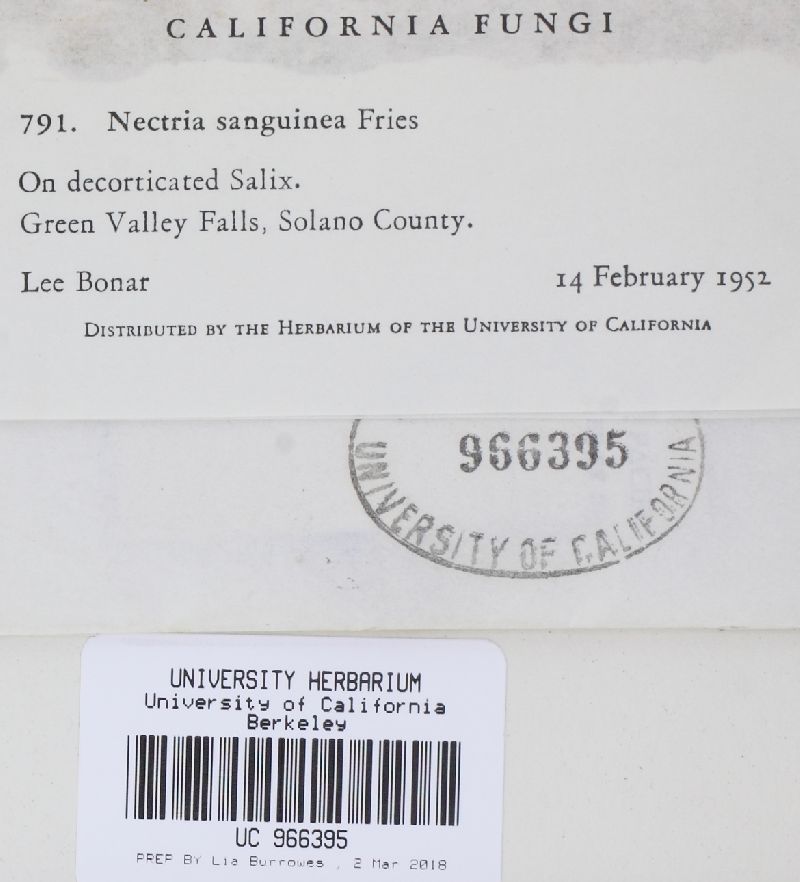 CALIFORNIA FUNGI
791. Nectria sanguinea Fries
On decorticated Salix.
Green Valley Falls, Solano County.
Lee Bonar 14 February 1952
DISTRIBUTED BY THE HERBARIUM OF THE UNIVERSITY OF CALIFORNIA
966395
UNIVERSITY OF CALIFORNIA
UNIVERSITY HERBARIUM
University of California
Berkeley
UC 966395
PREP BY Lia Burrowes , 2 Mar 2018